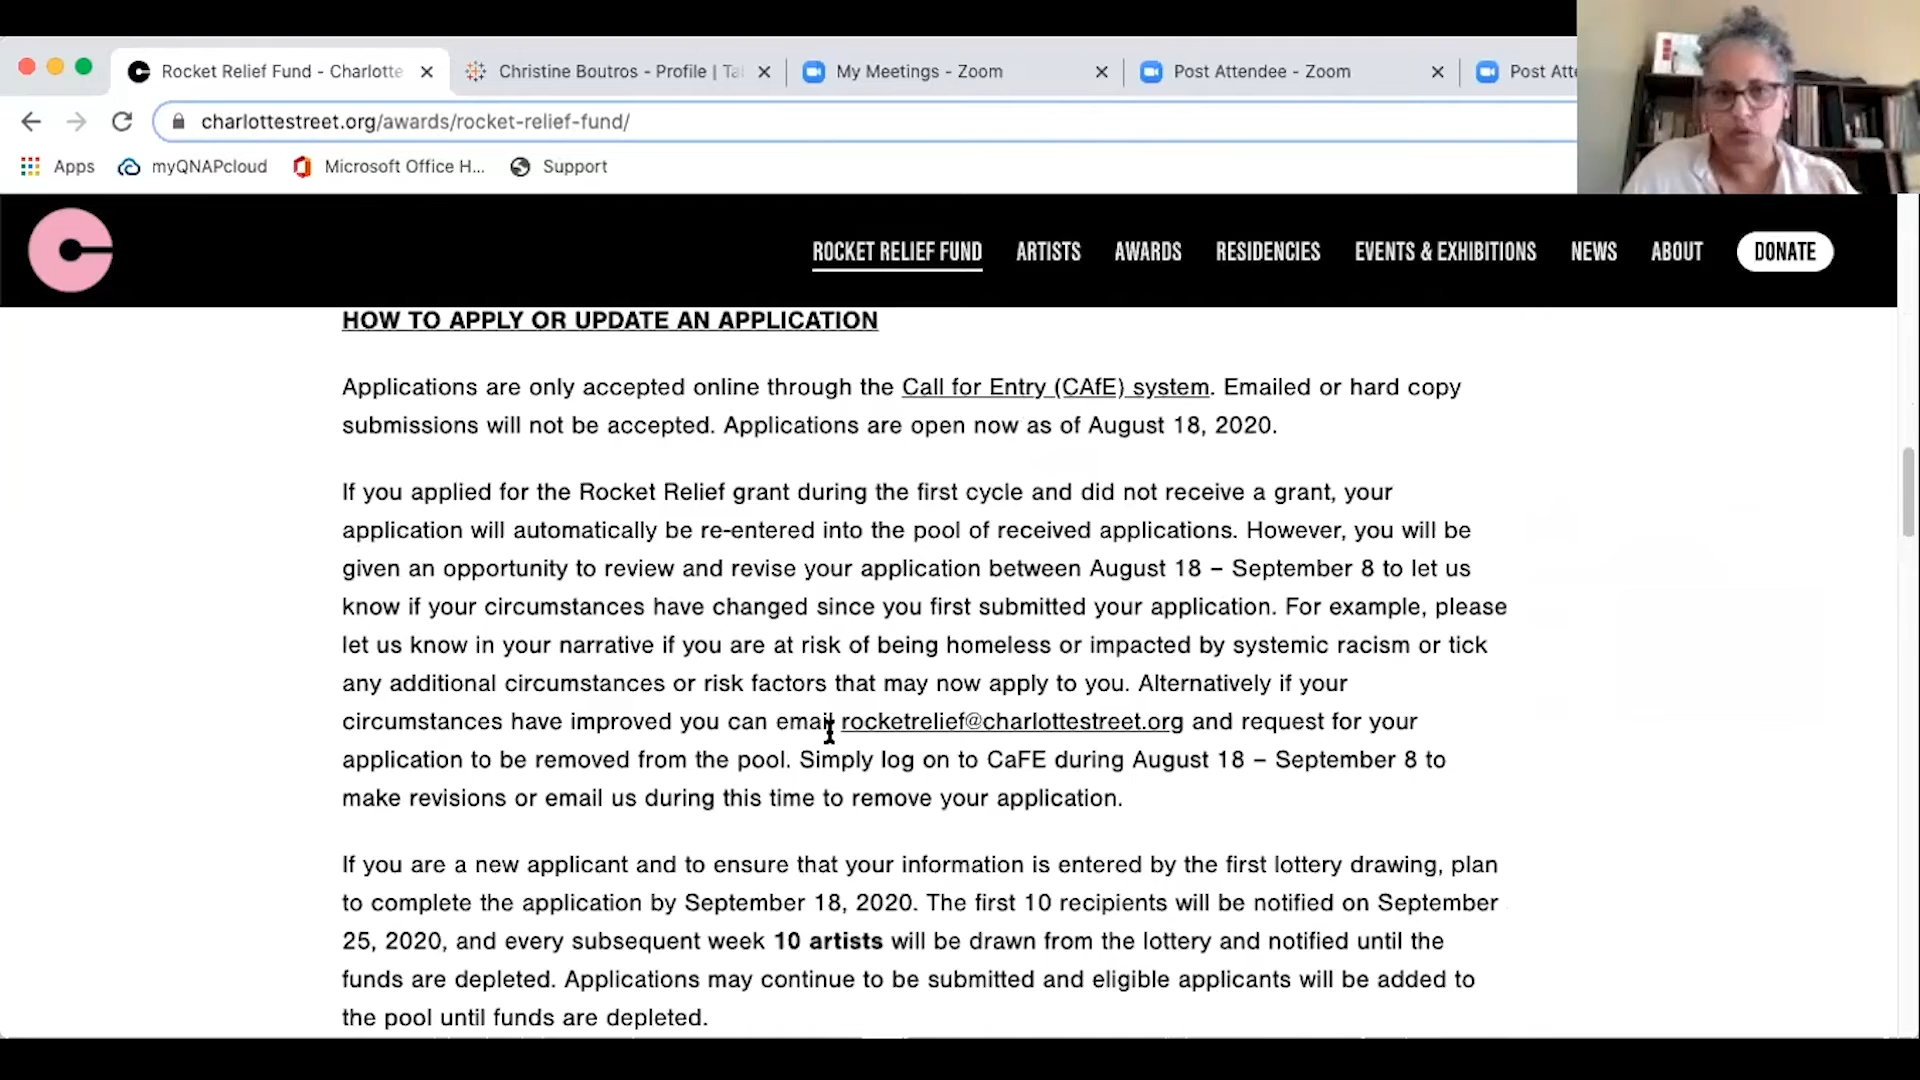 Rocket Relief Fund - Charlotte
Christine Boutros - Profile | Ta
My Meetings - Zoom
Post Attendee - Zoom
Post Att
charlottestreet.org/awards/rocket-relief-fund/
Apps
myQNAPcloud
Microsoft Office H...
Support
ROCKET RELIEF FUND
ARTISTS
AWARDS
RESIDENCIES
EVENTS & EXHIBITIONS
NEWS
ABOUT
DONATE
HOW TO APPLY OR UPDATE AN APPLICATION
Applications are only accepted online through the Call for Entry (CAfE) system. Emailed or hard copy
submissions will not be accepted. Applications are open now as of August 18, 2020.
If you applied for the Rocket Relief grant during the first cycle and did not receive a grant, your
application will automatically be re-entered into the pool of received applications. However, you will be
given an opportunity to review and revise your application between August 18 – September 8 to let us
know if your circumstances have changed since you first submitted your application. For example, please
let us know in your narrative if you are at risk of being homeless or impacted by systemic racism or tick
any additional circumstances or risk factors that may now apply to you. Alternatively if your
circumstances have improved you can email rocketrelief@charlottestreet.org and request for your
application to be removed from the pool. Simply log on to CaFE during August 18 – September 8 to
make revisions or email us during this time to remove your application.
If you are a new applicant and to ensure that your information is entered by the first lottery drawing, plan
to complete the application by September 18, 2020. The first 10 recipients will be notified on September
25, 2020, and every subsequent week 10 artists will be drawn from the lottery and notified until the
funds are depleted. Applications may continue to be submitted and eligible applicants will be added to
the pool until funds are depleted.